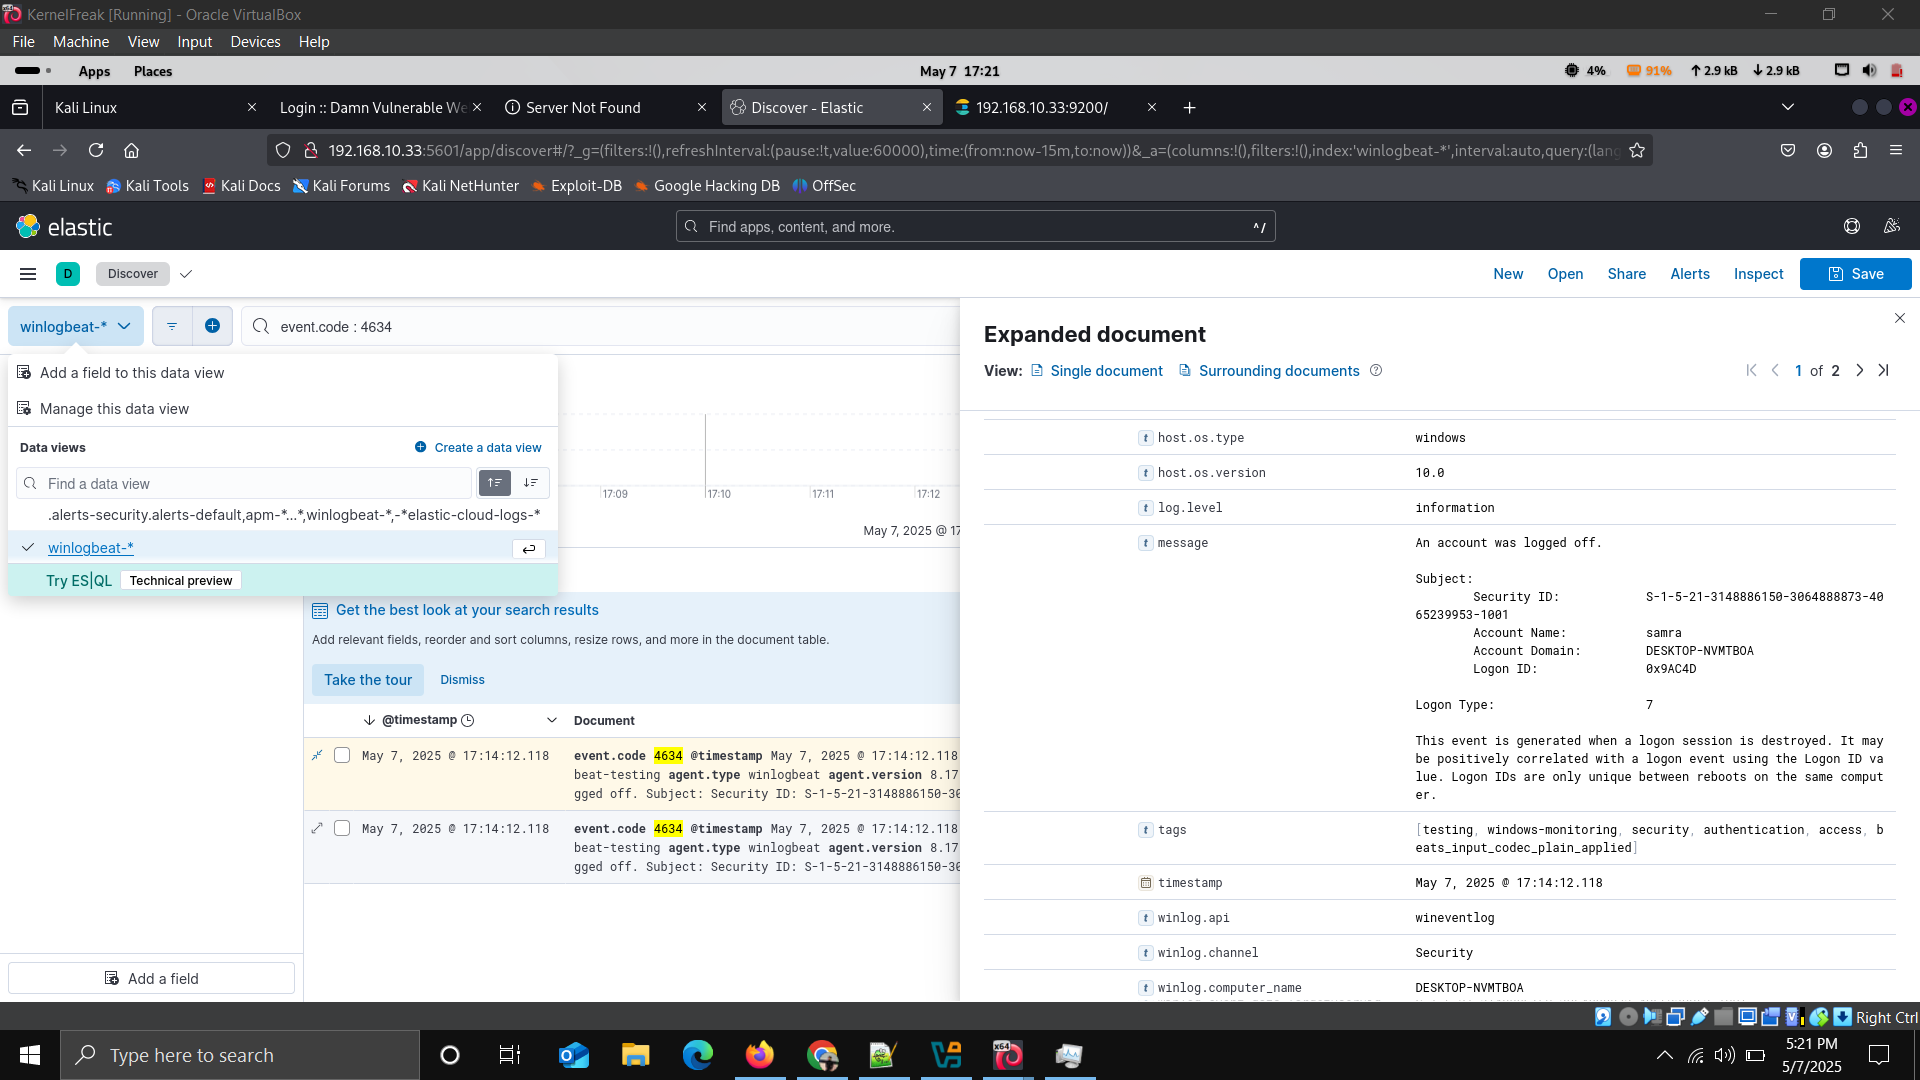 KernelFreak [Running] - Oracle VirtualBox
File Machine View Input Devices Help
Apps Places
May 7 17:21
4% 91% 2.9 kB 2.9 kB
Kali Linux
Login :: Damn Vulnerable We
Server Not Found
Discover - Elastic
192.168.10.33:9200/
192.168.10.33:5601/app/discover#/?_g=(filters:!(),refreshInterval:(pause:!t,value:60000),time:(from:now-15m,to:now))&_a=(columns:!(),filters:!(),index:'winlogbeat-*',interval:auto,query:(lang
Kali Linux Kali Tools Kali Docs Kali Forums Kali NetHunter Exploit-DB Google Hacking DB OffSec
elastic
Find apps, content, and more.
^/
D
Discover
New Open Share Alerts Inspect Save
winlogbeat-*
event.code : 4634
Add a field to this data view
Manage this data view
Data views
Create a data view
Find a data view
.alerts-security.alerts-default,apm-*...*,winlogbeat-*,-*elastic-cloud-logs-*
winlogbeat-*
Try ES|QL
Technical preview
17:09 17:10 17:11 17:12
May 7, 2025 @ 17
Get the best look at your search results
Add relevant fields, reorder and sort columns, resize rows, and more in the document table.
Take the tour
Dismiss
@timestamp
Document
May 7, 2025 @ 17:14:12.118
event.code 4634 @timestamp May 7, 2025 @ 17:14:12.118
beat-testing agent.type winlogbeat agent.version 8.17
gged off. Subject: Security ID: S-1-5-21-3148886150-30
May 7, 2025 @ 17:14:12.118
event.code 4634 @timestamp May 7, 2025 @ 17:14:12.118
beat-testing agent.type winlogbeat agent.version 8.17
gged off. Subject: Security ID: S-1-5-21-3148886150-30
Add a field
Expanded document
View: Single document Surrounding documents
1 of 2
host.os.type windows
host.os.version 10.0
log.level information
message An account was logged off.
Subject:
Security ID: S-1-5-21-3148886150-3064888873-40
65239953-1001
Account Name: samra
Account Domain: DESKTOP-NVMTBOA
Logon ID: 0x9AC4D
Logon Type: 7
This event is generated when a logon session is destroyed. It may
be positively correlated with a logon event using the Logon ID va
lue. Logon IDs are only unique between reboots on the same comput
er.
tags [testing, windows-monitoring, security, authentication, access, b
eats_input_codec_plain_applied]
timestamp May 7, 2025 @ 17:14:12.118
winlog.api wineventlog
winlog.channel Security
winlog.computer_name DESKTOP-NVMTBOA
Right Ctrl
Type here to search
x64
5:21 PM
5/7/2025